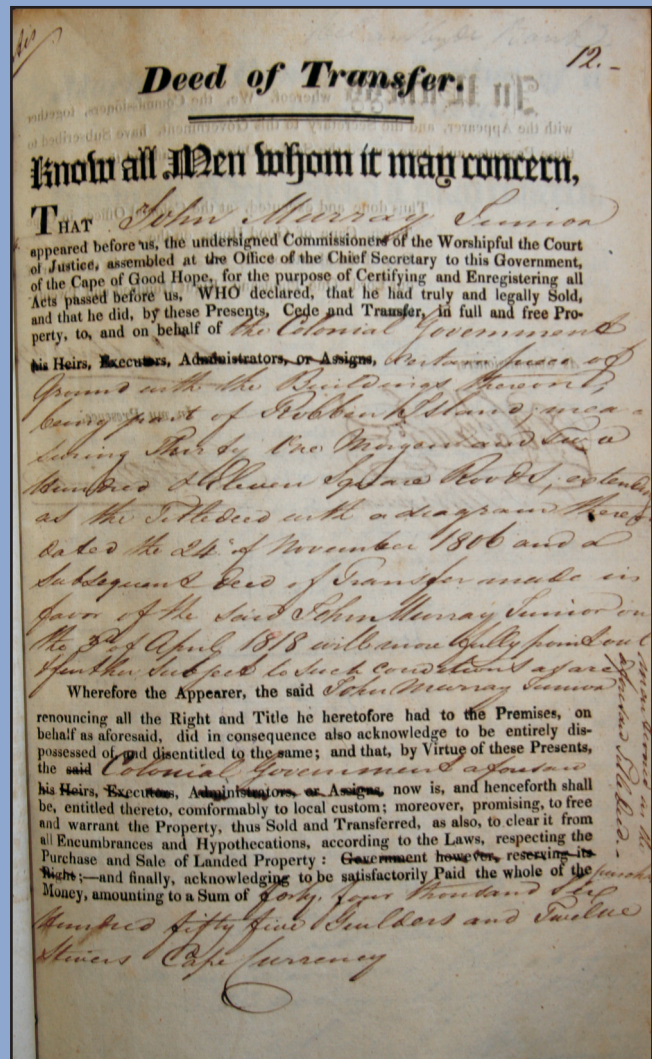 12.-
Deed of Transfer.
Know all Men whom it may concern,
THAT John Murray Junior
appeared before us, the undersigned Commissioners of the Worshipful the Court
of Justice, assembled at the Office of the Chief Secretary to this Government,
of the Cape of Good Hope, for the purpose of Certifying and Enregistering all
Acts passed before us, WHO declared, that he had truly and legally Sold,
and that he did, by these Presents, Cede and Transfer, in full and free Pro-
perty, to, and on behalf of the Colonial Government
his Heirs, Executors, Administrators, or Assigns, certain piece of
Ground with the Buildings thereon,
being part of Robben Island, mea-
suring Thirty One Morgen and Two
hundred & Eleven Square Roods, extending
as the Titledeed with a diagram thereof
dated the 24th of November 1806 and a
subsequent deed of Transfer made in
favor of the said John Murray Junior on
the 3rd of April 1818 will more fully point out
& further subject to such conditions as are
mentioned in the
aforesaid Titledeed.-
Wherefore the Appearer, the said John Murray Junior
renouncing all the Right and Title he heretofore had to the Premises, on
behalf as aforesaid, did in consequence also acknowledge to be entirely dis-
possessed of, and disentitled to the same; and that, by Virtue of these Presents,
the said Colonial Government aforesaid
his Heirs, Executors, Administrators, or Assigns, now is, and henceforth shall
be, entitled thereto, comformably to local custom; moreover, promising, to free
and warrant the Property, thus Sold and Transferred, as also, to clear it from
all Encumbrances and Hypothecations, according to the Laws, respecting the
Purchase and Sale of Landed Property: Government however, reserving its
Right;—and finally, acknowledging to be satisfactorily Paid the whole of the purchase
Money, amounting to a Sum of forty four thousand Six
hundred fifty five Guilders and Twelve
Stivers Cape Currency